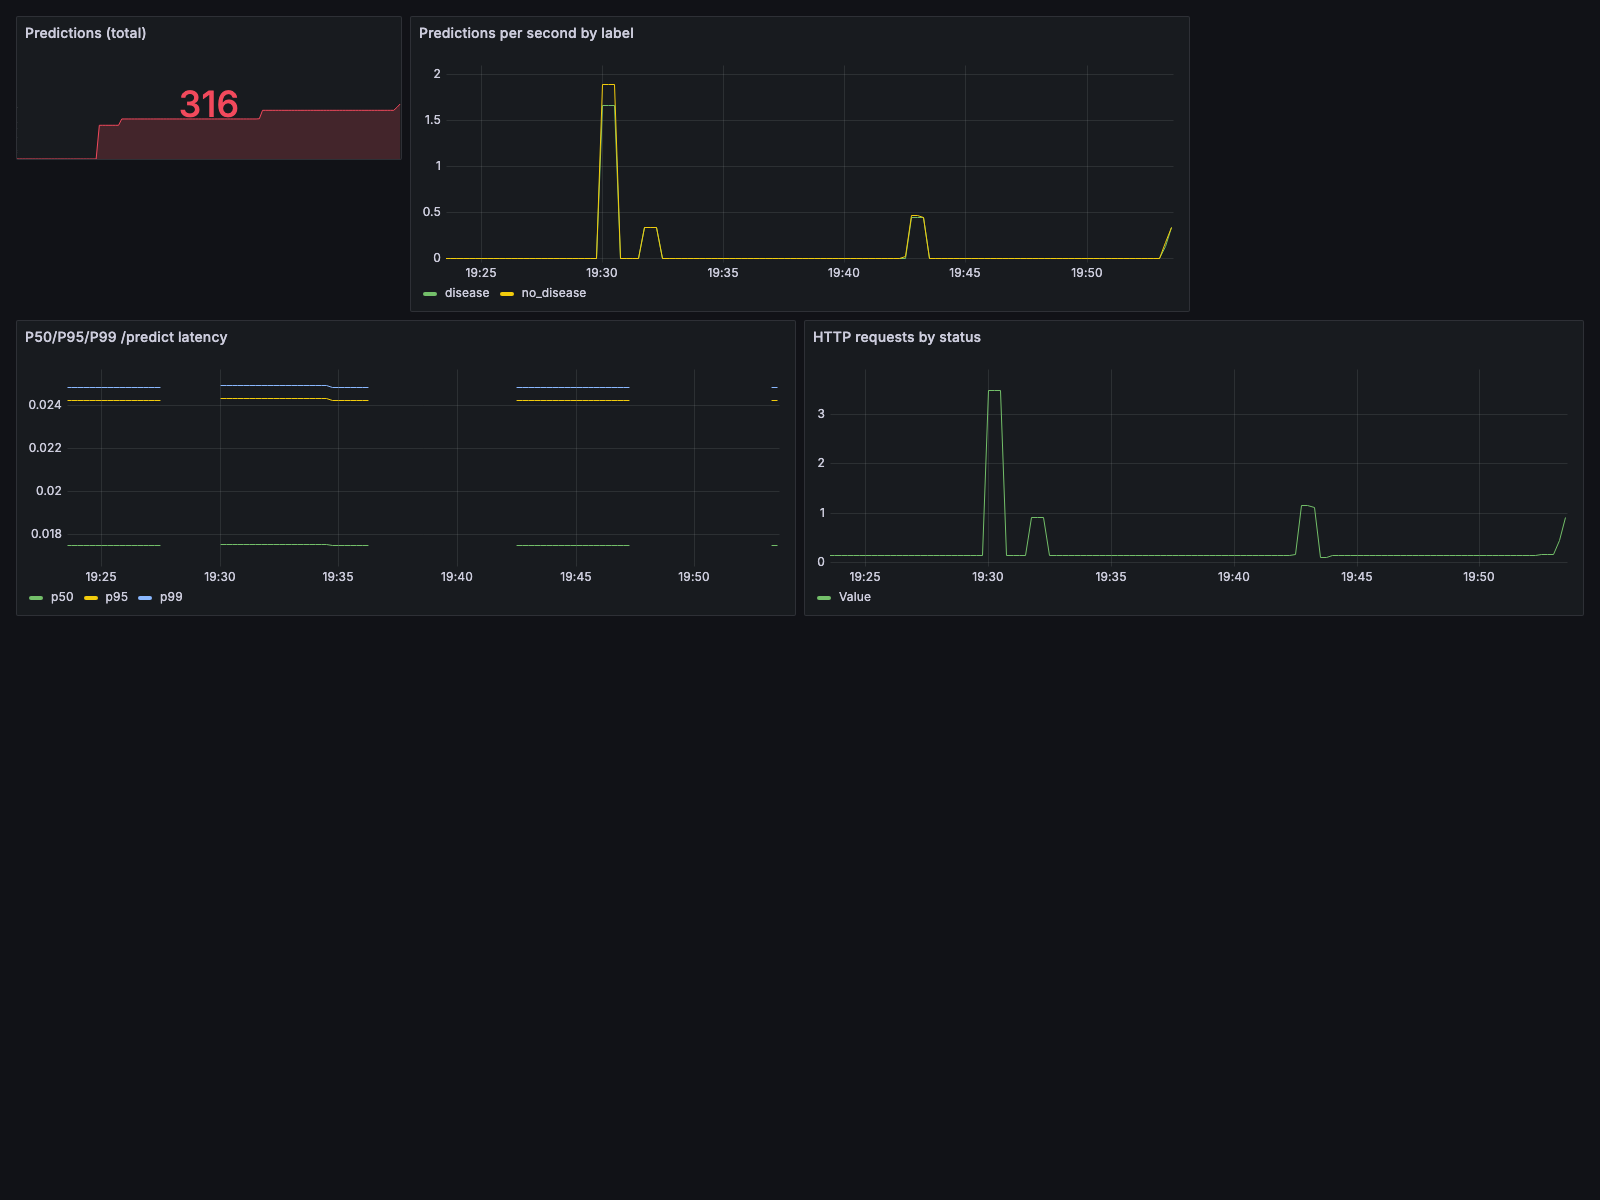 Predictions (total)
316
Predictions per second by label
2
1.5
1
0.5
0
19:25 19:30 19:35 19:40 19:45 19:50
disease no_disease
P50/P95/P99 /predict latency
0.024
0.022
0.02
0.018
19:25 19:30 19:35 19:40 19:45 19:50
p50 p95 p99
HTTP requests by status
3
2
1
0
19:25 19:30 19:35 19:40 19:45 19:50
Value